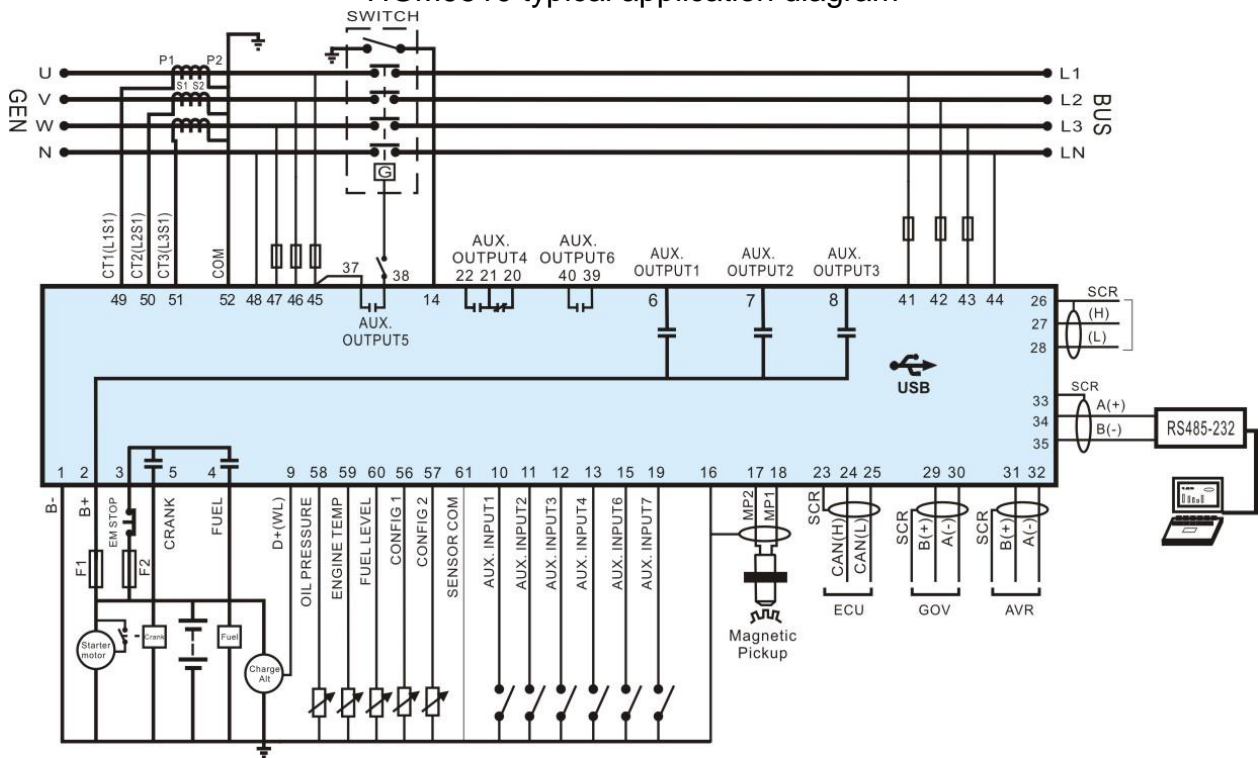 SWITCH
P1 P2
S1 S2
U
V
W
N
GEN
L1
L2
L3
LN
BUS
G
CT1(L1S1)
CT2(L2S1)
CT3(L3S1)
COM
37
38
AUX.
OUTPUT4
22 21 20
AUX.
OUTPUT6
40 39
AUX.
OUTPUT1
AUX.
OUTPUT2
AUX.
OUTPUT3
49 50 51 52 48 47 46 45 14 6 7 8 41 42 43 44
AUX.
OUTPUT5
26 SCR
27 (H)
28 (L)
USB
33 SCR
34 A(+)
35 B(-)
RS485-232
1 2 3 5 4 9 58 59 60 56 57 61 10 11 12 13 15 19 16 17 18 23 24 25 29 30 31 32
B-
B+
EM STOP
CRANK
FUEL
D+(WL)
OIL PRESSURE
ENGINE TEMP
FUEL LEVEL
CONFIG 1
CONFIG 2
SENSOR COM
AUX. INPUT1
AUX. INPUT2
AUX. INPUT3
AUX. INPUT4
AUX. INPUT6
AUX. INPUT7
MP2
MP1
SCR
CAN(H)
CAN(L)
SCR
B(+)
A(-)
SCR
B(+)
A(-)
F1
F2
Starter
motor
Crank
Fuel
Charge
Alt
Magnetic
Pickup
ECU
GOV
AVR